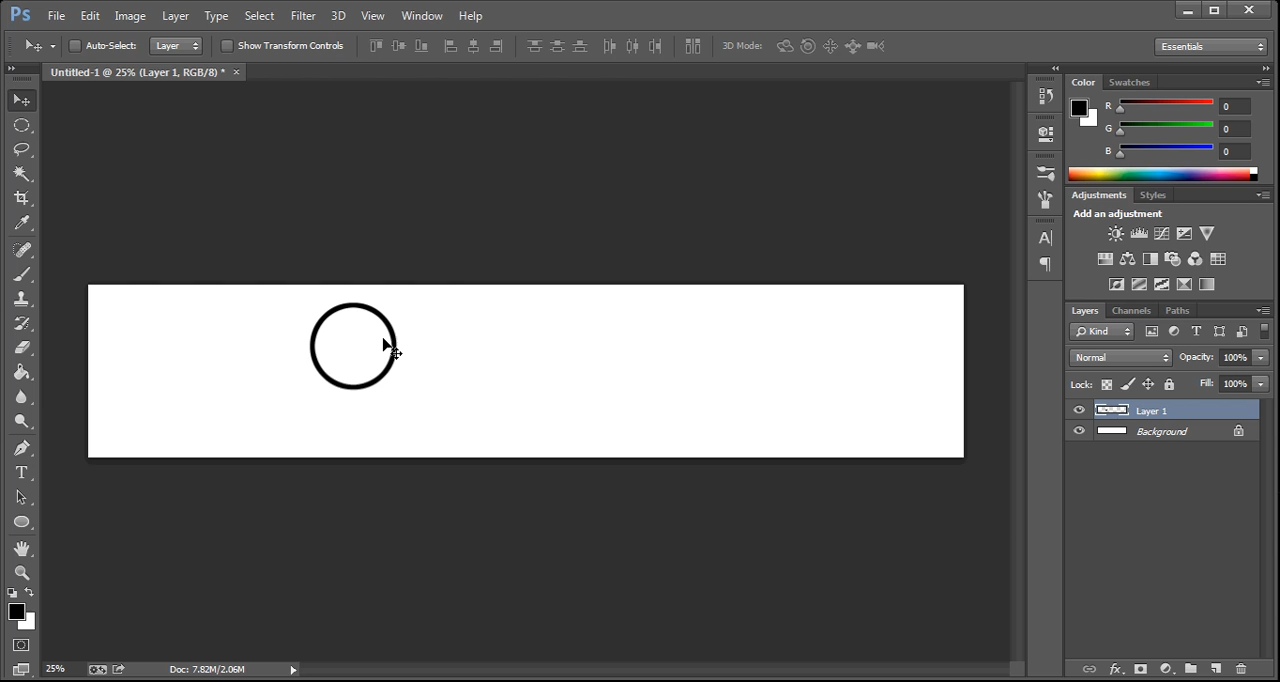 Ps File Edit Image Layer Type Select Filter 3D View Window Help
Auto-Select: Layer Show Transform Controls 3D Mode: Essentials
Untitled-1 @ 25% (Layer 1, RGB/8) * ×
Color Swatches
R 0
G 0
B 0
Adjustments Styles
Add an adjustment
Layers Channels Paths
Kind
Normal Opacity: 100%
Lock: Fill: 100%
Layer 1
Background
25% Doc: 7.82M/2.06M